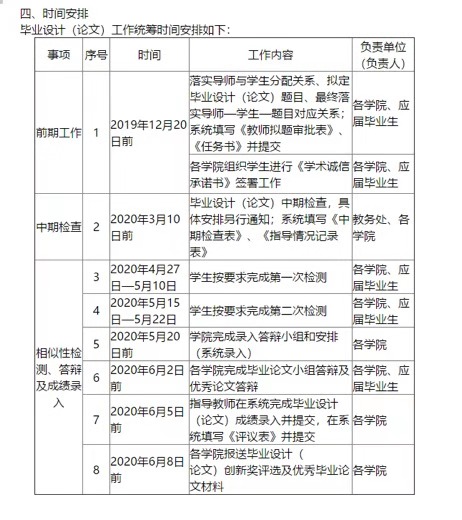 四、时间安排
毕业设计（论文）工作统筹时间安排如下：
事项 序号 时间 工作内容 负责单位
（负责人）
前期工作 1 2019年12月20
日前
落实导师与学生分配关系、拟定
毕业设计（论文）题目、最终落
实导师—学生—题目对应关系；
系统填写《教师拟题审批表》、
《任务书》并提交
各学院、应
届毕业生
各学院组织学生进行《学术诚信
承诺书》签署工作
各学院、应
届毕业生
中期检查 2 2020年3月10
日前
毕业设计（论文）中期检查，具
体安排另行通知；系统填写《中
期检查表》、《指导情况记录
表》
教务处、各
学院
相似性检
测、答辩
及成绩录
入
3 2020年4月27
日—5月10日
学生按要求完成第一次检测
各学院、应
届毕业生
4 2020年5月15
日—5月22日
学生按要求完成第二次检测
各学院、应
届毕业生
5 2020年5月20
日前
学院完成录入答辩小组和安排
（系统录入）
各学院
6 2020年6月2日
前
各学院完成毕业论文小组答辩及
优秀论文答辩
各学院、应
届毕业生
7 2020年6月5日
前
指导教师在系统完成毕业设计
（论文）成绩录入并提交，在系
统填写《评议表》并提交
各学院
8 2020年6月8日
前
各学院报送毕业设计（
论文）创新奖评选及优秀毕业论
文材料
各学院